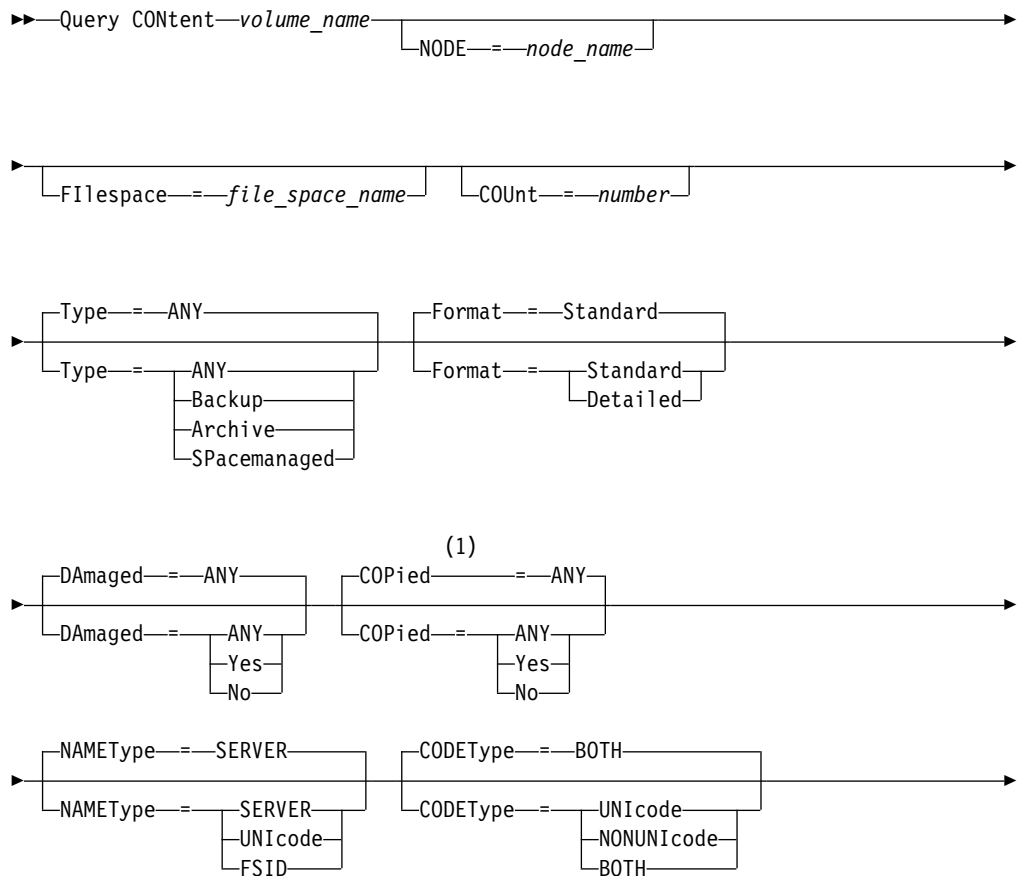 Query CONtent volume_name
NODE = node_name
FIlespace = file_space_name COUnt = number
Type = ANY Format = Standard
Type = ANY Format = Standard
Backup Detailed
Archive
SPacemanaged
(1)
DAmaged = ANY COPied = ANY
DAmaged = ANY COPied = ANY
Yes Yes
No No
NAMEType = SERVER CODEType = BOTH
NAMEType = SERVER CODEType = UNIcode
UNIcode NONUNIcode
FSID BOTH